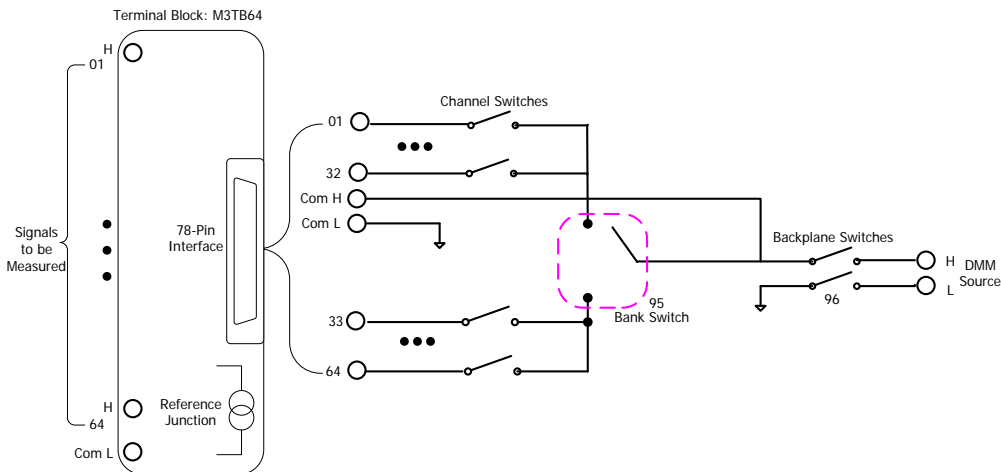 Terminal Block: M3TB64
H
01
Signals
to be
Measured
H
64
Com L
78-Pin
Interface
Reference
Junction
Channel Switches
01
32
Com H
Com L
33
64
95
Bank Switch
Backplane Switches
96
H
L
DMM
Source